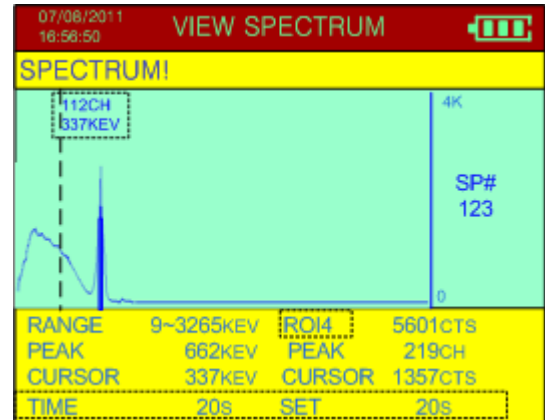 07/08/2011
16:56:50
VIEW SPECTRUM
SPECTRUM!
112CH
337KEV
4K
SP#
123
0
RANGE 9~3265KEV ROI4 5601CTS
PEAK 662KEV PEAK 219CH
CURSOR 337KEV CURSOR 1357CTS
TIME 20S SET 20S